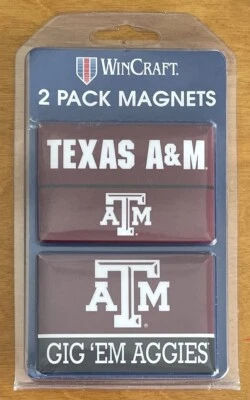 WINCRAFT.
2 PACK MAGNETS
TEXAS A&M
ATM
ATM
GIG 'EM AGGIES